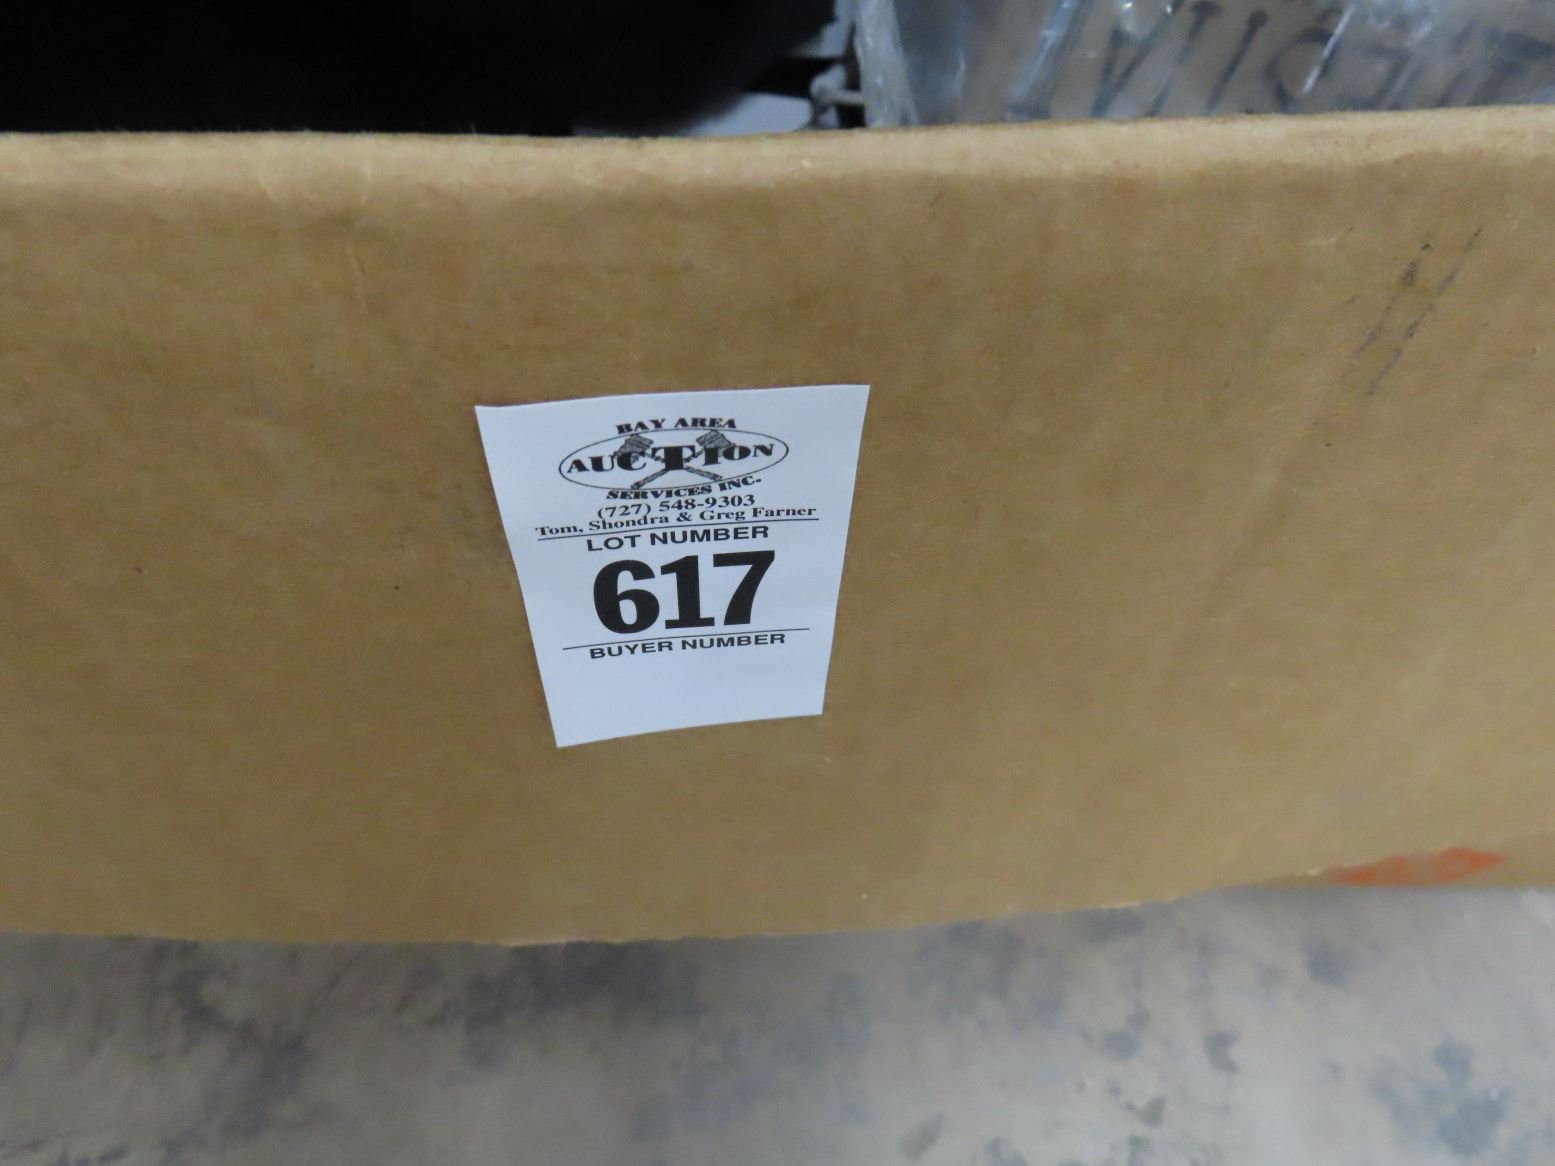 BAY AREA
AUCTION
SERVICES INC.
(727) 548-9303
Tom, Shondra & Greg Farner
LOT NUMBER
617
BUYER NUMBER